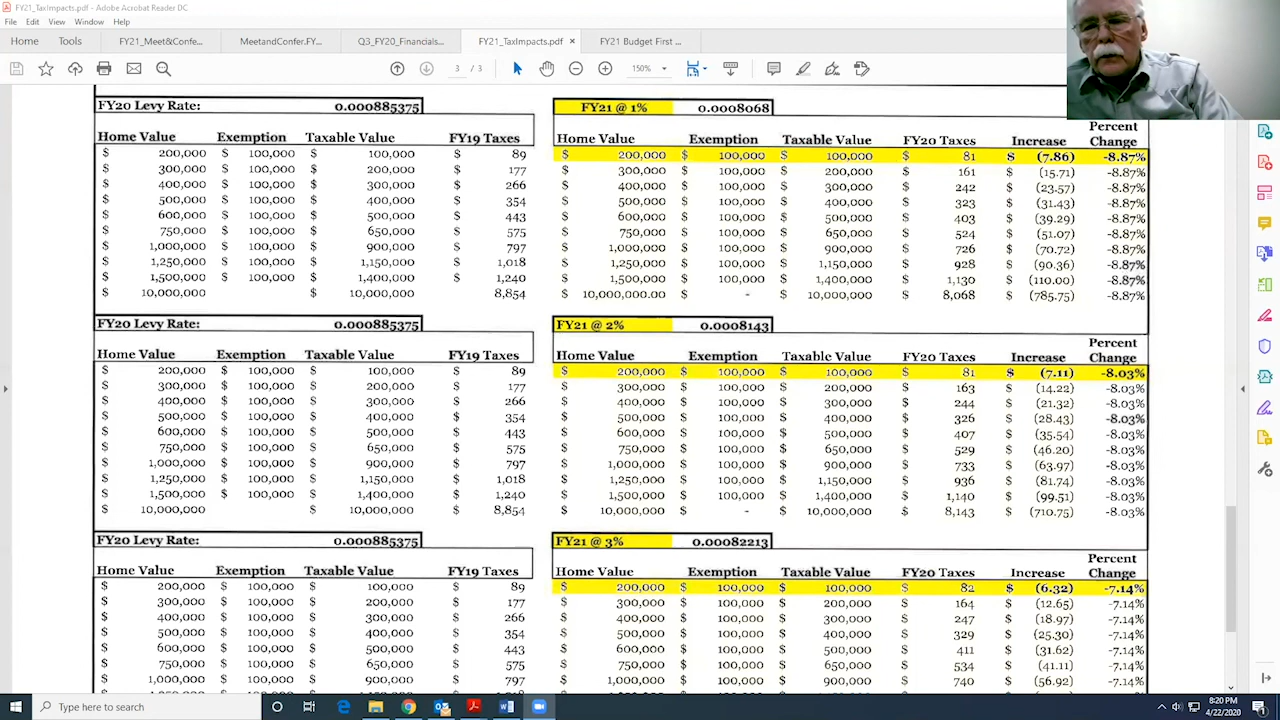 FY21_TaxImpacts.pdf - Adobe Acrobat Reader DC
File Edit View Window Help
Home Tools FY21_Meet&Confe... MeetandConfer.FY... Q3_FY20_Financials... FY21_TaxImpacts.pdf × FY21 Budget First ...
3 / 3 150%
FY20 Levy Rate: 0.000885375 FY21 @ 1% 0.0008068
Home Value Exemption Taxable Value FY19 Taxes Home Value Exemption Taxable Value FY20 Taxes Increase Percent Change
$ 200,000 $ 100,000 $ 100,000 $ 89 $ 200,000 $ 100,000 $ 100,000 $ 81 $ (7.86) -8.87%
$ 300,000 $ 100,000 $ 200,000 $ 177 $ 300,000 $ 100,000 $ 200,000 $ 161 $ (15.71) -8.87%
$ 400,000 $ 100,000 $ 300,000 $ 266 $ 400,000 $ 100,000 $ 300,000 $ 242 $ (23.57) -8.87%
$ 500,000 $ 100,000 $ 400,000 $ 354 $ 500,000 $ 100,000 $ 400,000 $ 323 $ (31.43) -8.87%
$ 600,000 $ 100,000 $ 500,000 $ 443 $ 600,000 $ 100,000 $ 500,000 $ 403 $ (39.29) -8.87%
$ 750,000 $ 100,000 $ 650,000 $ 575 $ 750,000 $ 100,000 $ 650,000 $ 524 $ (51.07) -8.87%
$ 1,000,000 $ 100,000 $ 900,000 $ 797 $ 1,000,000 $ 100,000 $ 900,000 $ 726 $ (70.72) -8.87%
$ 1,250,000 $ 100,000 $ 1,150,000 $ 1,018 $ 1,250,000 $ 100,000 $ 1,150,000 $ 928 $ (90.36) -8.87%
$ 1,500,000 $ 100,000 $ 1,400,000 $ 1,240 $ 1,500,000 $ 100,000 $ 1,400,000 $ 1,130 $ (110.00) -8.87%
$ 10,000,000 $ 10,000,000 8,854 $ 10,000,000.00 $ - $ 10,000,000 $ 8,068 $ (785.75) -8.87%
FY20 Levy Rate: 0.000885375 FY21 @ 2% 0.0008143
Home Value Exemption Taxable Value FY19 Taxes Home Value Exemption Taxable Value FY20 Taxes Increase Percent Change
$ 200,000 $ 100,000 $ 100,000 $ 89 $ 200,000 $ 100,000 $ 100,000 $ 81 $ (7.11) -8.03%
$ 300,000 $ 100,000 $ 200,000 $ 177 $ 300,000 $ 100,000 $ 200,000 $ 163 $ (14.22) -8.03%
$ 400,000 $ 100,000 $ 300,000 $ 266 $ 400,000 $ 100,000 $ 300,000 $ 244 $ (21.32) -8.03%
$ 500,000 $ 100,000 $ 400,000 $ 354 $ 500,000 $ 100,000 $ 400,000 $ 326 $ (28.43) -8.03%
$ 600,000 $ 100,000 $ 500,000 $ 443 $ 600,000 $ 100,000 $ 500,000 $ 407 $ (35.54) -8.03%
$ 750,000 $ 100,000 $ 650,000 $ 575 $ 750,000 $ 100,000 $ 650,000 $ 529 $ (46.20) -8.03%
$ 1,000,000 $ 100,000 $ 900,000 $ 797 $ 1,000,000 $ 100,000 $ 900,000 $ 733 $ (63.97) -8.03%
$ 1,250,000 $ 100,000 $ 1,150,000 $ 1,018 $ 1,250,000 $ 100,000 $ 1,150,000 $ 936 $ (81.74) -8.03%
$ 1,500,000 $ 100,000 $ 1,400,000 $ 1,240 $ 1,500,000 $ 100,000 $ 1,400,000 $ 1,140 $ (99.51) -8.03%
$ 10,000,000 $ 10,000,000 $ 8,854 $ 10,000,000 $ - $ 10,000,000 $ 8,143 $ (710.75) -8.03%
FY20 Levy Rate: 0.000885375 FY21 @ 3% 0.00082213
Home Value Exemption Taxable Value FY19 Taxes Home Value Exemption Taxable Value FY20 Taxes Increase Percent Change
$ 200,000 $ 100,000 $ 100,000 $ 89 $ 200,000 $ 100,000 $ 100,000 $ 82 $ (6.32) -7.14%
$ 300,000 $ 100,000 $ 200,000 $ 177 $ 300,000 $ 100,000 $ 200,000 $ 164 $ (12.65) -7.14%
$ 400,000 $ 100,000 $ 300,000 $ 266 $ 400,000 $ 100,000 $ 300,000 $ 247 $ (18.97) -7.14%
$ 500,000 $ 100,000 $ 400,000 $ 354 $ 500,000 $ 100,000 $ 400,000 $ 329 $ (25.30) -7.14%
$ 600,000 $ 100,000 $ 500,000 $ 443 $ 600,000 $ 100,000 $ 500,000 $ 411 $ (31.62) -7.14%
$ 750,000 $ 100,000 $ 650,000 $ 575 $ 750,000 $ 100,000 $ 650,000 $ 534 $ (41.11) -7.14%
$ 1,000,000 $ 100,000 $ 900,000 $ 797 $ 1,000,000 $ 100,000 $ 900,000 $ 740 $ (56.92) -7.14%
Type here to search
8:20 PM
4/22/2020